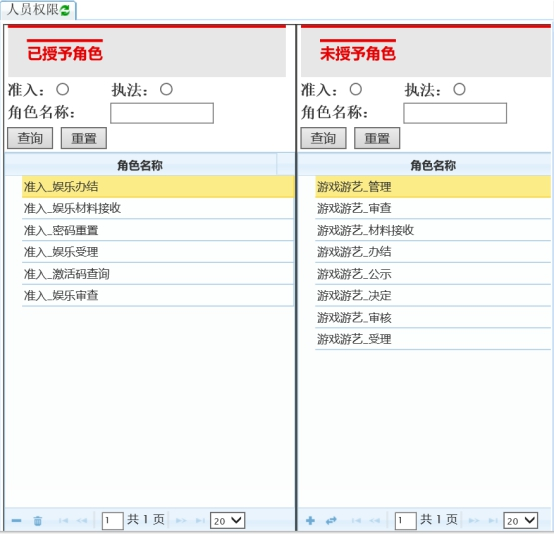 人员权限
已授予角色
准入： 执法：
角色名称：
查询 重置
角色名称
准入_娱乐办结
准入_娱乐材料接收
准入_密码重置
准入_娱乐受理
准入_激活码查询
准入_娱乐审查
1 共 1 页 20
未授予角色
准入： 执法：
角色名称：
查询 重置
角色名称
游戏游艺_管理
游戏游艺_审查
游戏游艺_材料接收
游戏游艺_办结
游戏游艺_公示
游戏游艺_决定
游戏游艺_审核
游戏游艺_受理
1 共 1 页 20